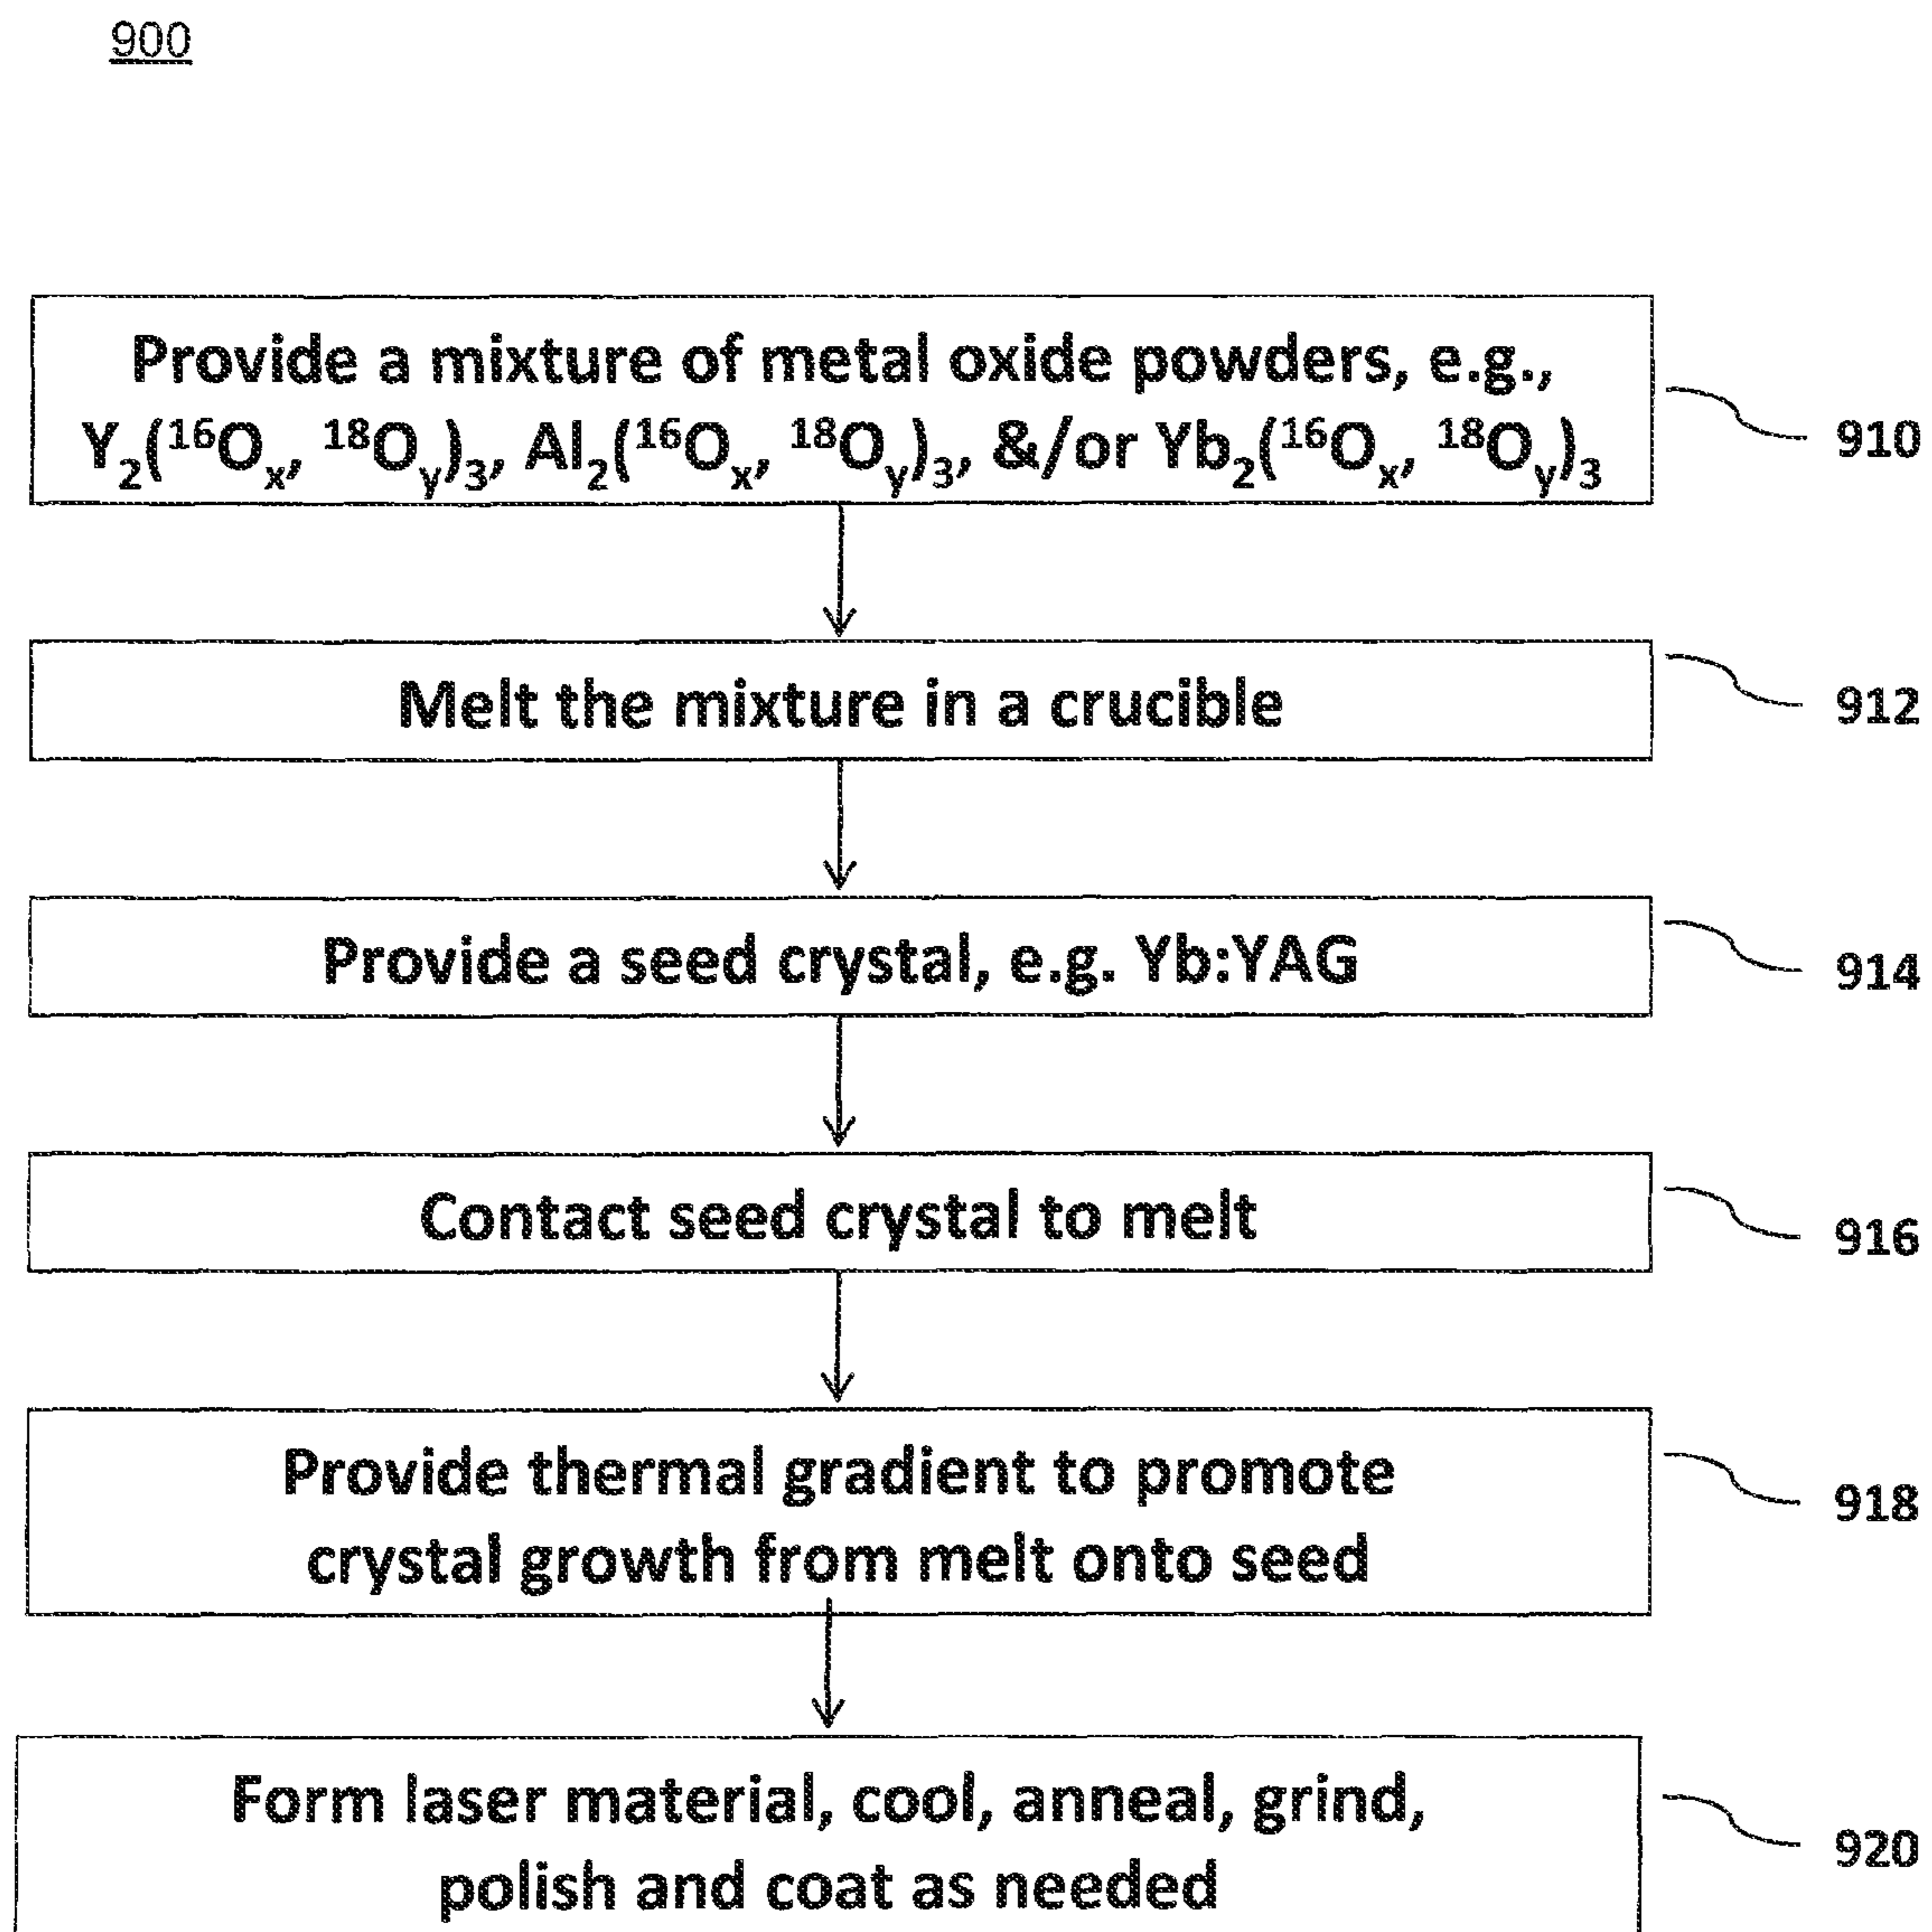 900
Provide a mixture of metal oxide powders, e.g.,
Y₂(¹⁶Oₓ, ¹⁸Oᵧ)₃, Al₂(¹⁶Oₓ, ¹⁸Oᵧ)₃, &/or Yb₂(¹⁶Oₓ, ¹⁸Oᵧ)₃
910
Melt the mixture in a crucible
912
Provide a seed crystal, e.g. Yb:YAG
914
Contact seed crystal to melt
916
Provide thermal gradient to promote
crystal growth from melt onto seed
918
Form laser material, cool, anneal, grind,
polish and coat as needed
920